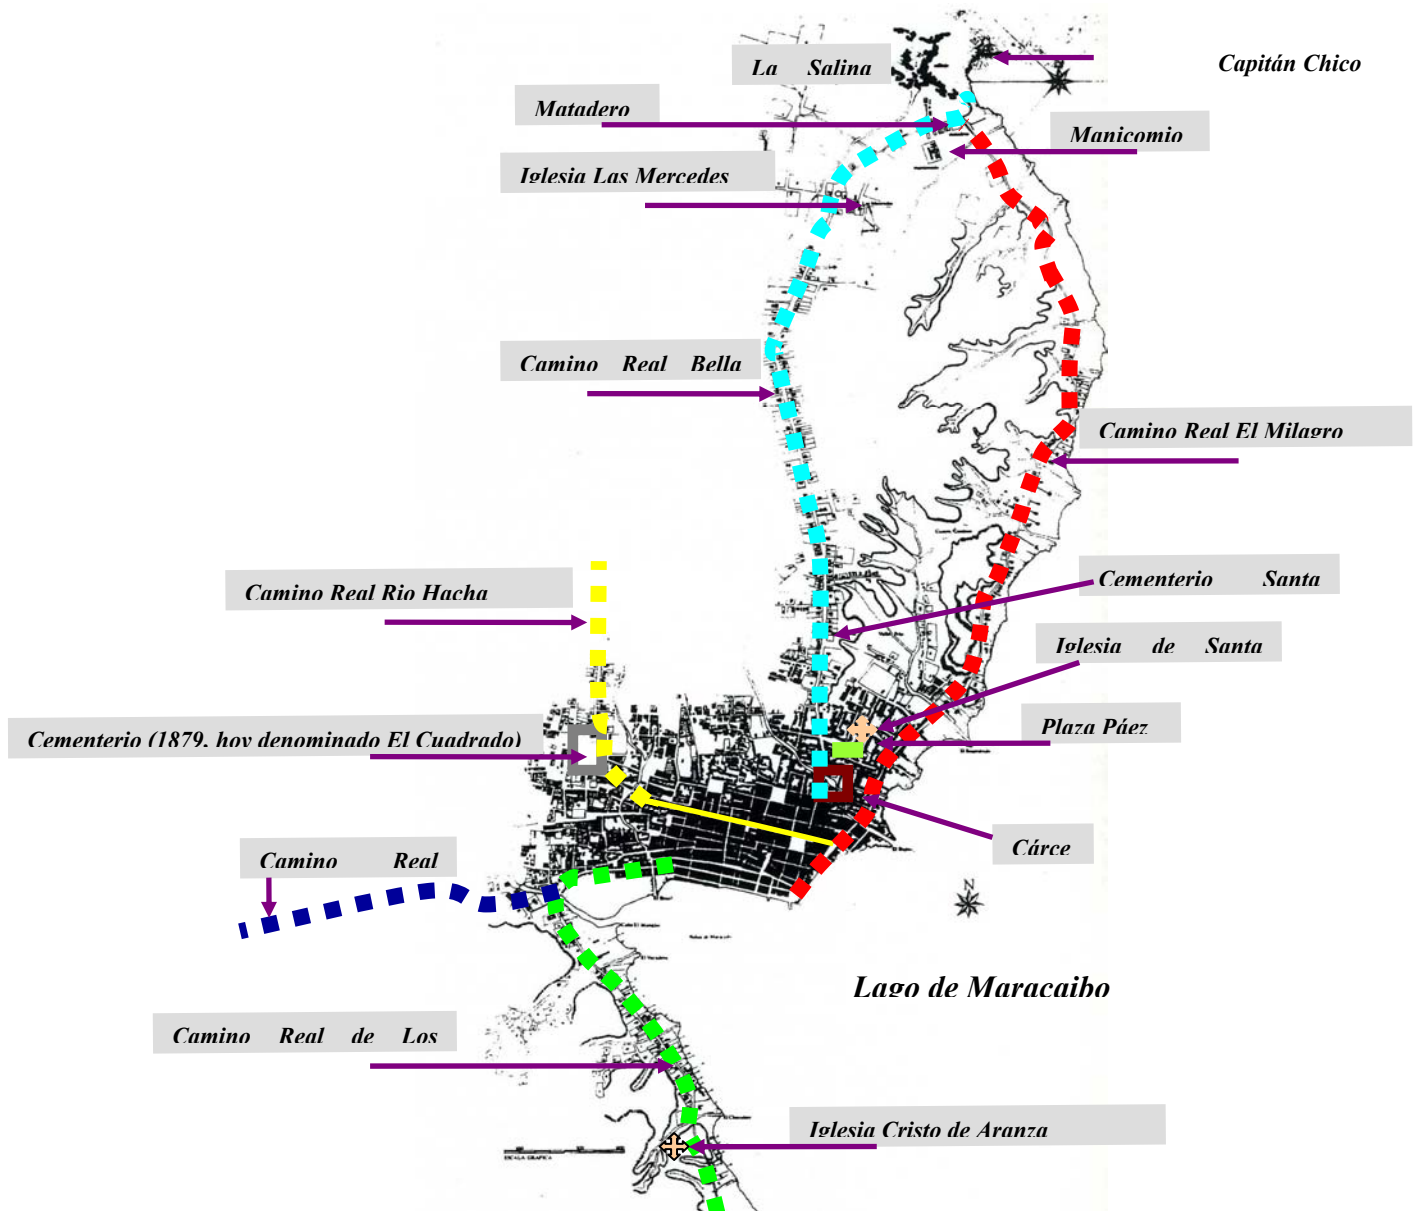 La Salina
Capitán Chico
Matadero
Manicomio
Iglesia Las Mercedes
Camino Real Bella
Camino Real El Milagro
Camino Real Rio Hacha
Cementerio Santa
Iglesia de Santa
Plaza Páez
Cementerio (1879, hoy denominado El Cuadrado)
Cárce
Camino Real
N
Lago de Maracaibo
Camino Real de Los
Iglesia Cristo de Aranza
ESCALA GRAFICA